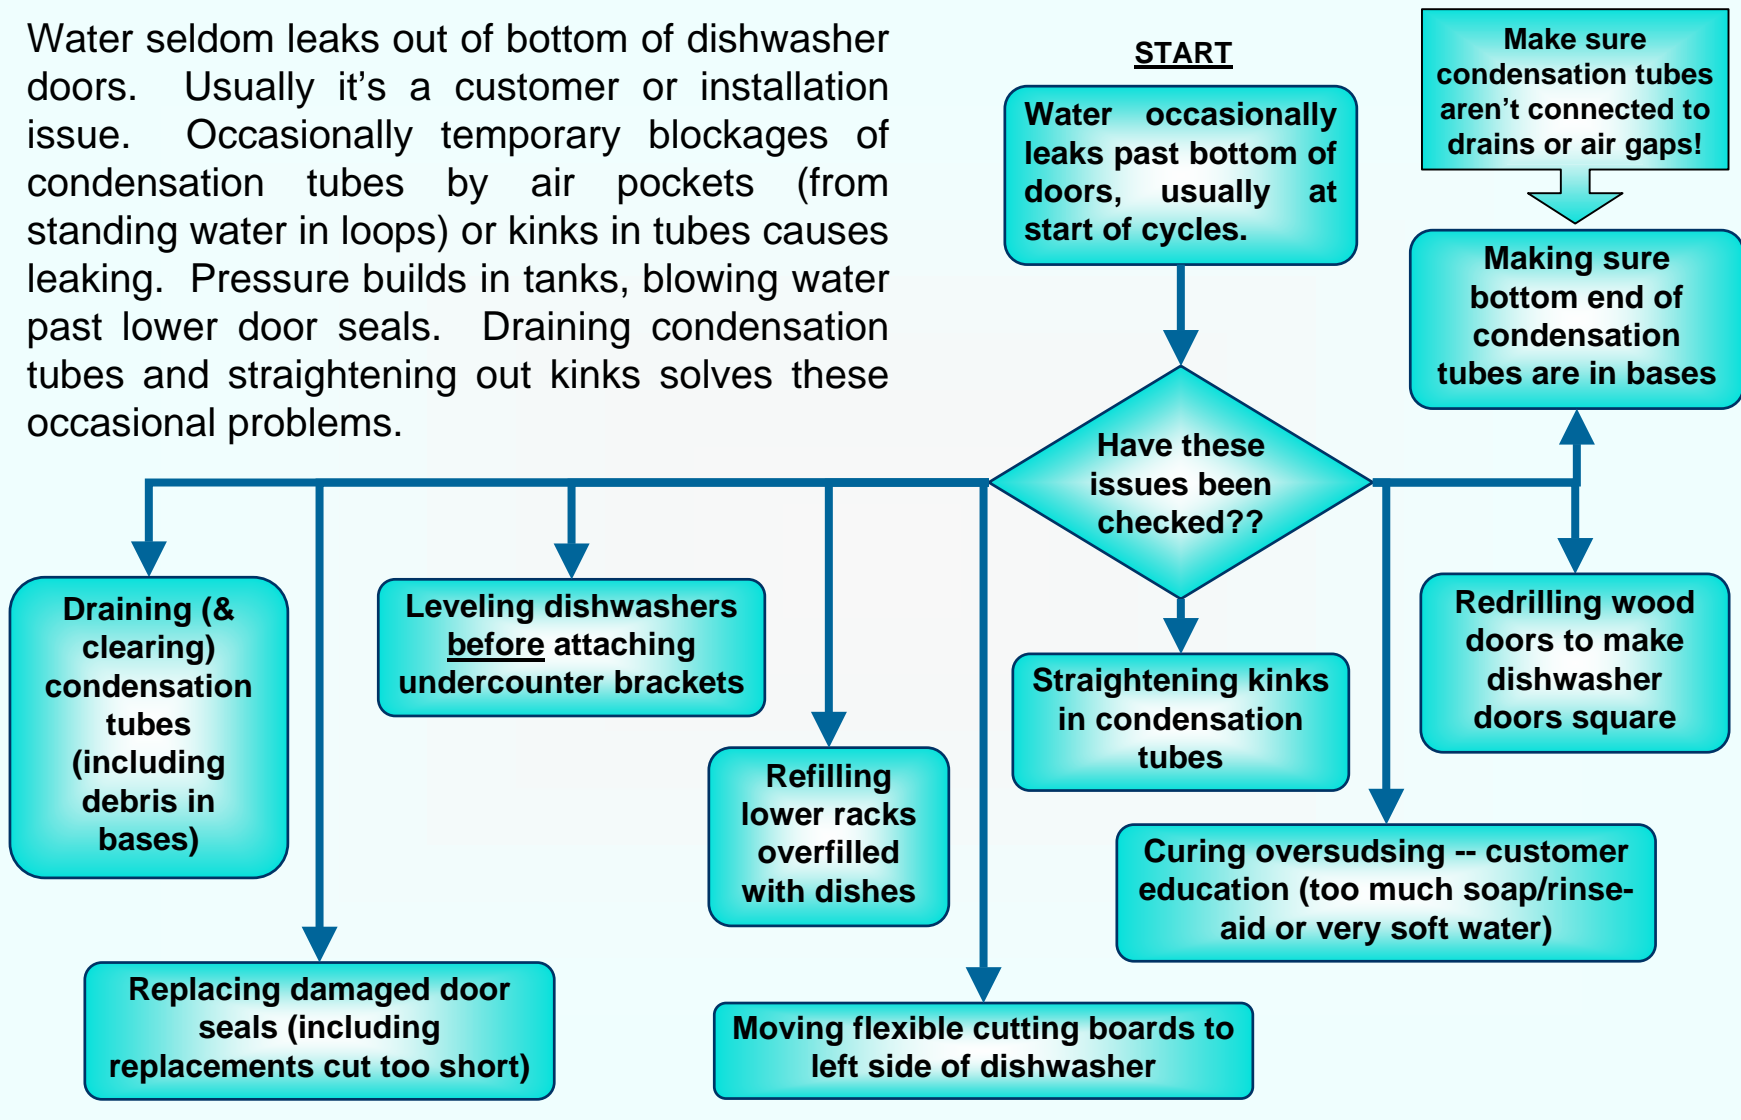 Water seldom leaks out of bottom of dishwasher
doors. Usually it's a customer or installation
issue. Occasionally temporary blockages of
condensation tubes by air pockets (from
standing water in loops) or kinks in tubes causes
leaking. Pressure builds in tanks, blowing water
past lower door seals. Draining condensation
tubes and straightening out kinks solves these
occasional problems.
START
Water occasionally
leaks past bottom of
doors, usually at
start of cycles.
Make sure
condensation tubes
aren't connected to
drains or air gaps!
Making sure
bottom end of
condensation
tubes are in bases
Have these
issues been
checked??
Draining (&
clearing)
condensation
tubes
(including
debris in
bases)
Leveling dishwashers
before attaching
undercounter brackets
Straightening kinks
in condensation
tubes
Redrilling wood
doors to make
dishwasher
doors square
Refilling
lower racks
overfilled
with dishes
Curing oversudsing -- customer
education (too much soap/rinse-
aid or very soft water)
Replacing damaged door
seals (including
replacements cut too short)
Moving flexible cutting boards to
left side of dishwasher